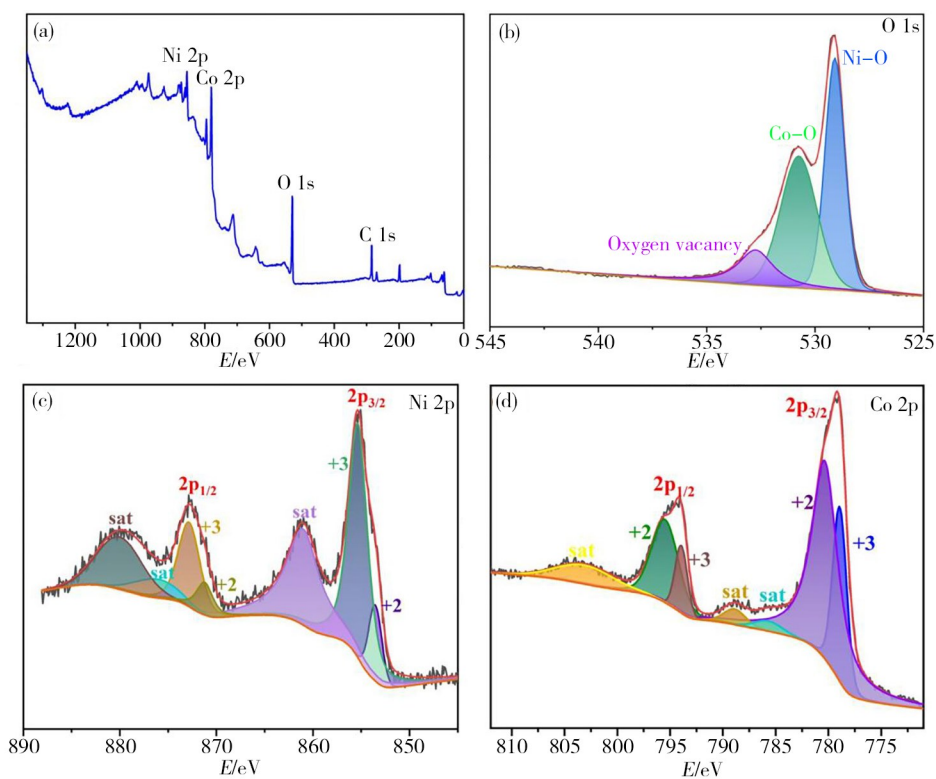 (a)
Ni 2p
Co 2p
O 1s
C 1s
1200 1000 800 600 400 200 0
E/eV
(b)
O 1s
Ni−O
Co−O
Oxygen vacancy
545 540 535 530 525
E/eV
(c)
Ni 2p
2p3/2
+3
2p1/2
sat
sat
+3
sat
+2
+2
890 880 870 860 850
E/eV
(d)
Co 2p
2p3/2
2p1/2
+2
+2
+3
sat
+3
sat
sat
810 805 800 795 790 785 780 775
E/eV